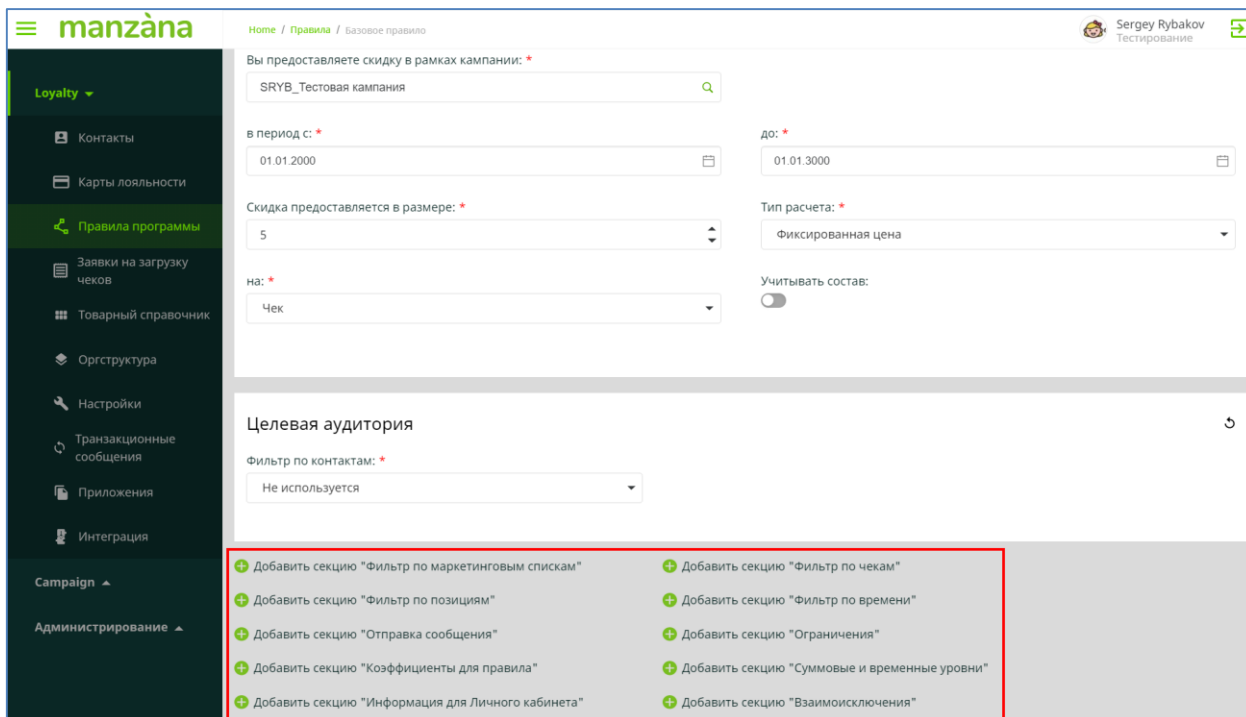 manzàna
Home / Правила / Базовое правило
Sergey Rybakov
Тестирование
Loyalty
Контакты
Карты лояльности
Правила программы
Заявки на загрузку
чеков
Товарный справочник
Оргструктура
Настройки
Транзакционные
сообщения
Приложения
Интеграция
Campaign
Администрирование
Вы предоставляете скидку в рамках кампании: *
SRYB_Тестовая кампания
в период с: *
до: *
01.01.2000
01.01.3000
Скидка предоставляется в размере: *
Тип расчета: *
5
Фиксированная цена
на: *
Учитывать состав:
Чек
Целевая аудитория
Фильтр по контактам: *
Не используется
Добавить секцию "Фильтр по маркетинговым спискам"
Добавить секцию "Фильтр по чекам"
Добавить секцию "Фильтр по позициям"
Добавить секцию "Фильтр по времени"
Добавить секцию "Отправка сообщения"
Добавить секцию "Ограничения"
Добавить секцию "Коэффициенты для правила"
Добавить секцию "Суммовые и временные уровни"
Добавить секцию "Информация для Личного кабинета"
Добавить секцию "Взаимоисключения"